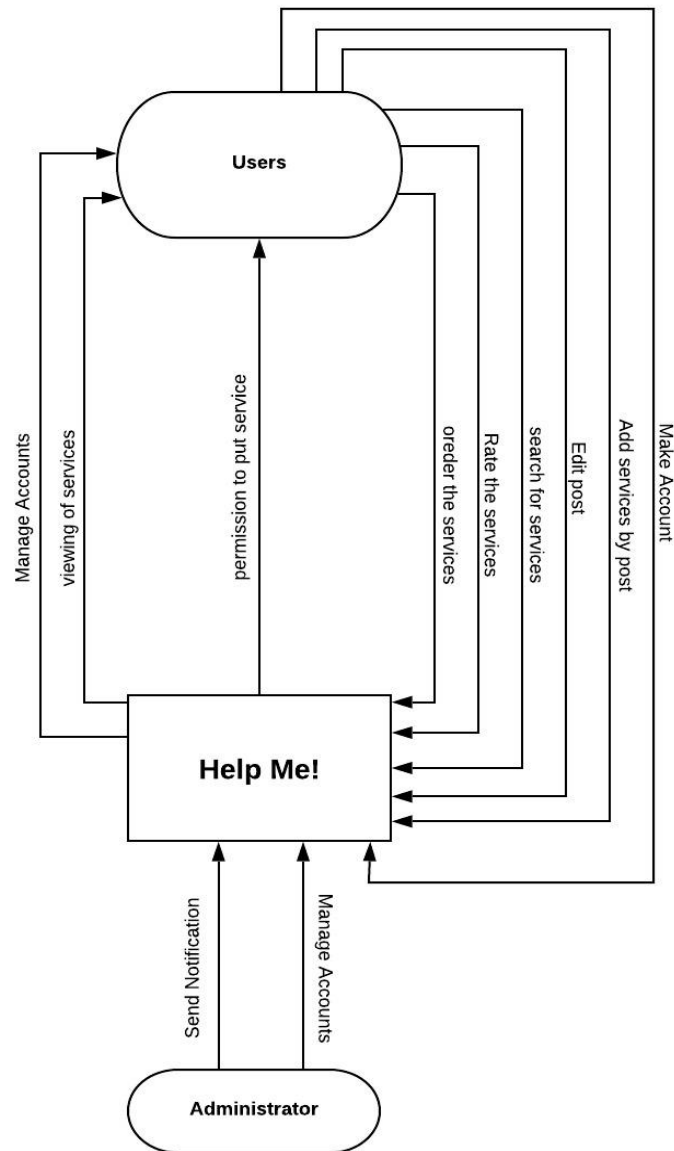 Users
Manage Accounts
viewing of services
permission to put service
oreder the services
Rate the services
search for services
Edit post
Add services by post
Make Account
Help Me!
Send Notification
Manage Accounts
Administrator